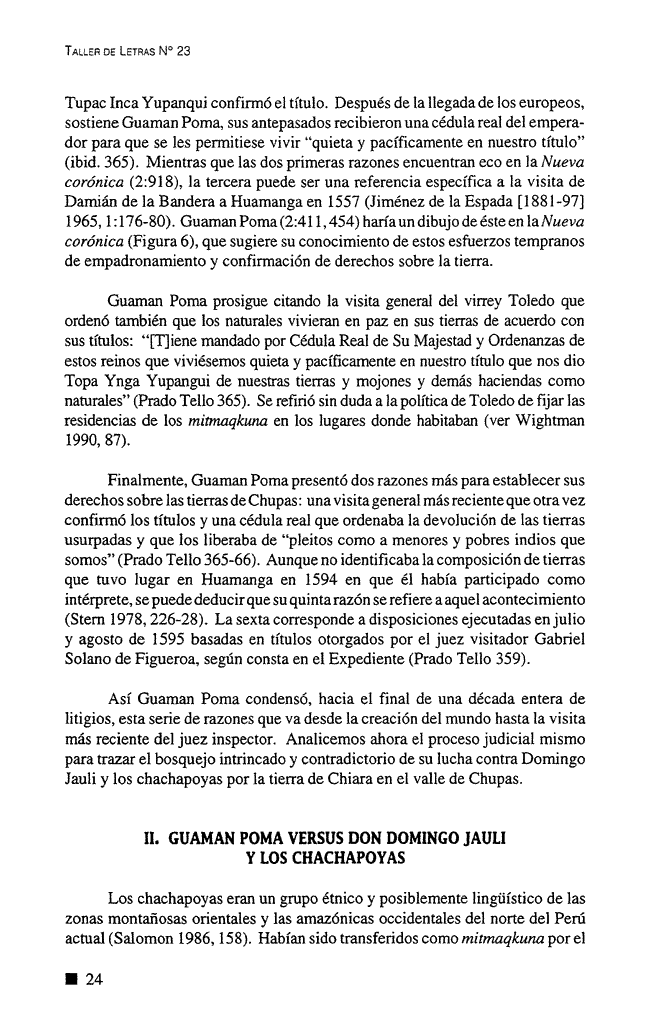 TALLER DE LETRAS Nº 23
Tupac Inca Yupanqui confirmó el título. Después de la llegada de los europeos,
sostiene Guaman Poma, sus antepasados recibieron una cédula real del empera-
dor para que se les permitiese vivir “quieta y pacíficamente en nuestro título”
(ibid. 365). Mientras que las dos primeras razones encuentran eco en la Nueva
corónica (2:918), la tercera puede ser una referencia específica a la visita de
Damián de la Bandera a Huamanga en 1557 (Jiménez de la Espada [1881-97]
1965, 1:176-80). Guaman Poma (2:411, 454) haría un dibujo de éste en la Nueva
corónica (Figura 6), que sugiere su conocimiento de estos esfuerzos tempranos
de empadronamiento y confirmación de derechos sobre la tierra.
Guaman Poma prosigue citando la visita general del virrey Toledo que
ordenó también que los naturales vivieran en paz en sus tierras de acuerdo con
sus títulos: “[T]iene mandado por Cédula Real de Su Majestad y Ordenanzas de
estos reinos que viviésemos quieta y pacíficamente en nuestro título que nos dio
Topa Ynga Yupangui de nuestras tierras y mojones y demás haciendas como
naturales” (Prado Tello 365). Se refirió sin duda a la política de Toledo de fijar las
residencias de los mitmaqkuna en los lugares donde habitaban (ver Wightman
1990, 87).
Finalmente, Guaman Poma presentó dos razones más para establecer sus
derechos sobre las tierras de Chupas: una visita general más reciente que otra vez
confirmó los títulos y una cédula real que ordenaba la devolución de las tierras
usurpadas y que los liberaba de “pleitos como a menores y pobres indios que
somos” (Prado Tello 365-66). Aunque no identificaba la composición de tierras
que tuvo lugar en Huamanga en 1594 en que él había participado como
intérprete, se puede deducir que su quinta razón se refiere a aquel acontecimiento
(Stern 1978, 226-28). La sexta corresponde a disposiciones ejecutadas en julio
y agosto de 1595 basadas en títulos otorgados por el juez visitador Gabriel
Solano de Figueroa, según consta en el Expediente (Prado Tello 359).
Así Guaman Poma condensó, hacia el final de una década entera de
litigios, esta serie de razones que va desde la creación del mundo hasta la visita
más reciente del juez inspector. Analicemos ahora el proceso judicial mismo
para trazar el bosquejo intrincado y contradictorio de su lucha contra Domingo
Jauli y los chachapoyas por la tierra de Chiara en el valle de Chupas.
II. GUAMAN POMA VERSUS DON DOMINGO JAULI
Y LOS CHACHAPOYAS
Los chachapoyas eran un grupo étnico y posiblemente lingüístico de las
zonas montañosas orientales y las amazónicas occidentales del norte del Perú
actual (Salomon 1986, 158). Habían sido transferidos como mitmaqkuna por el
■ 24